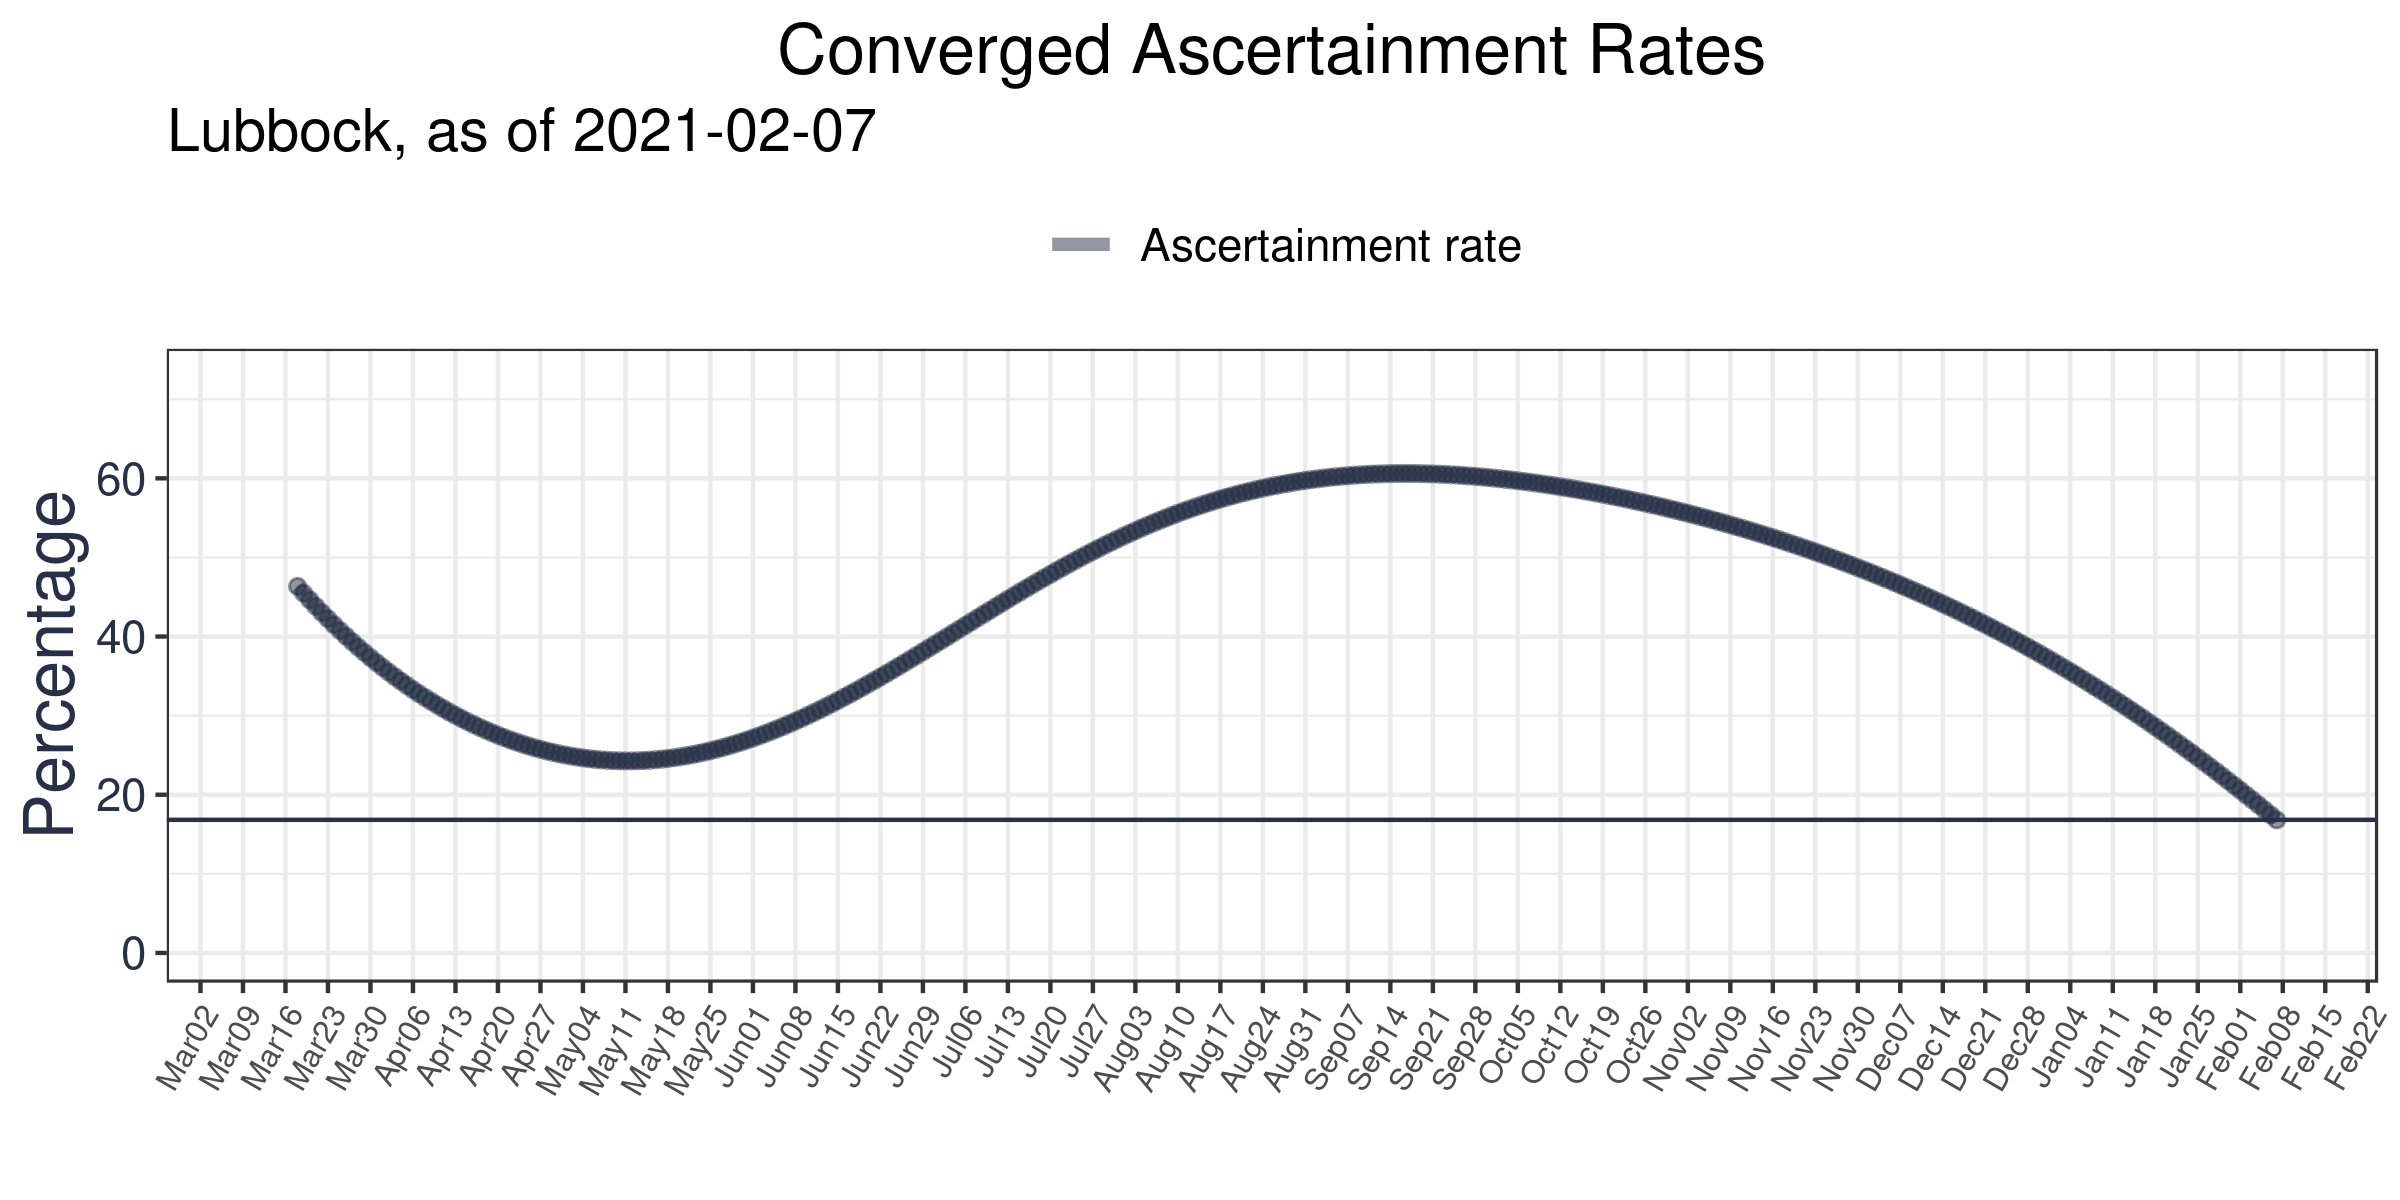 Converged Ascertainment Rates
Lubbock, as of 2021-02-07
Ascertainment rate
Percentage
60
40
20
0
Mar02 Mar09 Mar16 Mar23 Mar30 Apr06 Apr13 Apr20 Apr27 May04 May11 May18 May25 Jun01 Jun08 Jun15 Jun22 Jun29 Jul06 Jul13 Jul20 Jul27 Aug03 Aug10 Aug17 Aug24 Aug31 Sep07 Sep14 Sep21 Sep28 Oct05 Oct12 Oct19 Oct26 Nov02 Nov09 Nov16 Nov23 Nov30 Dec07 Dec14 Dec21 Dec28 Jan04 Jan11 Jan18 Jan25 Feb01 Feb08 Feb15 Feb22